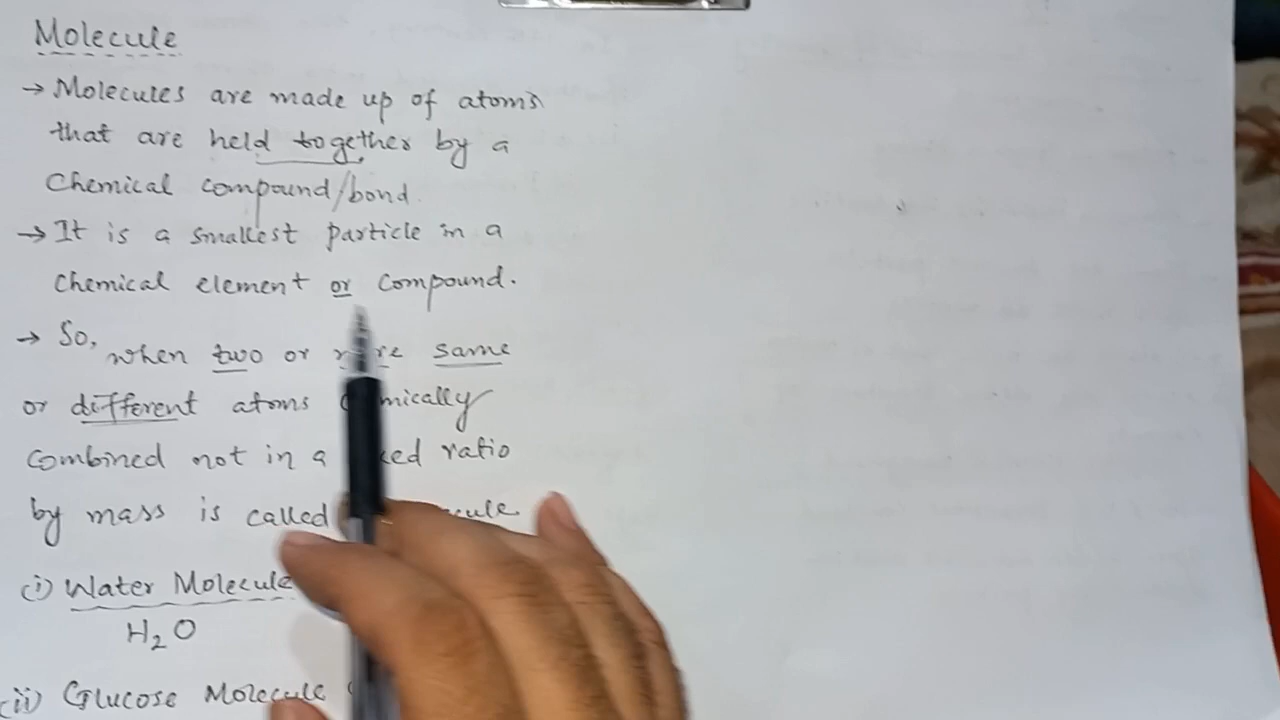 Molecule
→ Molecules are made up of atoms
that are held together by a
Chemical compound/bond.
→ It is a smallest particle in a
Chemical element or compound.
→ So, when two or same
or different atoms
Combined not in a ratio
by mass is called
(i) Water Molecule
H₂O
(ii) Glucose Molecule